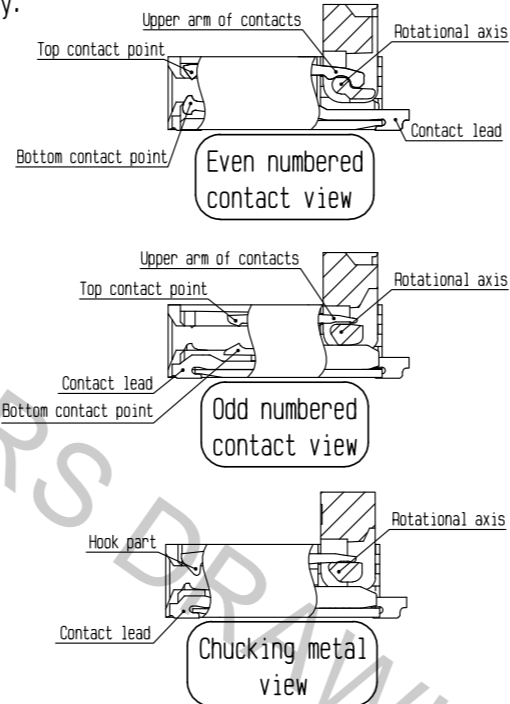 y.
Upper arm of contacts
Rotational axis
Top contact point
Contact lead
Bottom contact point
Even numbered
contact view
Upper arm of contacts
Rotational axis
Top contact point
Contact lead
Bottom contact point
Odd numbered
contact view
Hook part
Rotational axis
Contact lead
Chucking metal
view
RS DRAW